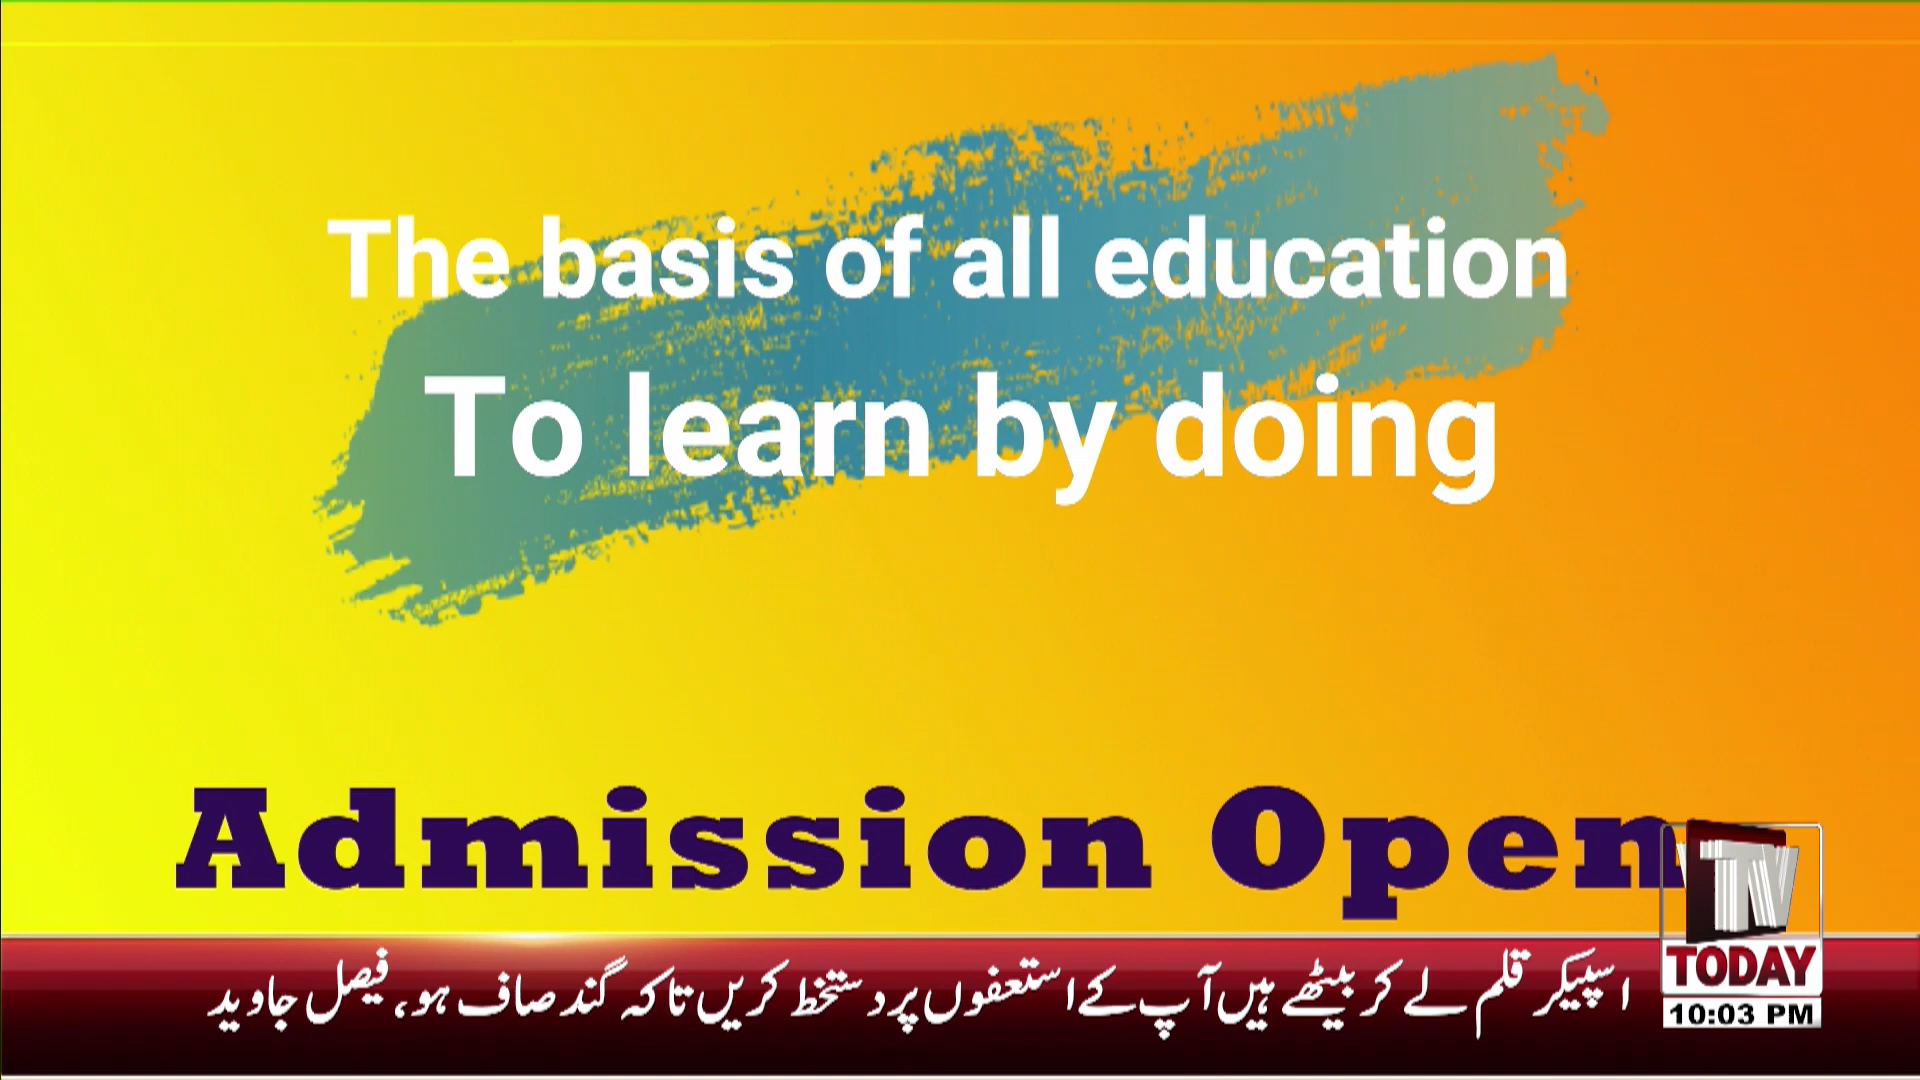 The basis of all education
To learn by doing
Admission Open
TV
TODAY
10:03 PM
اسپیکر قلم لے کر بیٹھے ہیں آپ کے استعفوں پر دستخط کریں تاکہ گند صاف ہو، فیصل جاوید